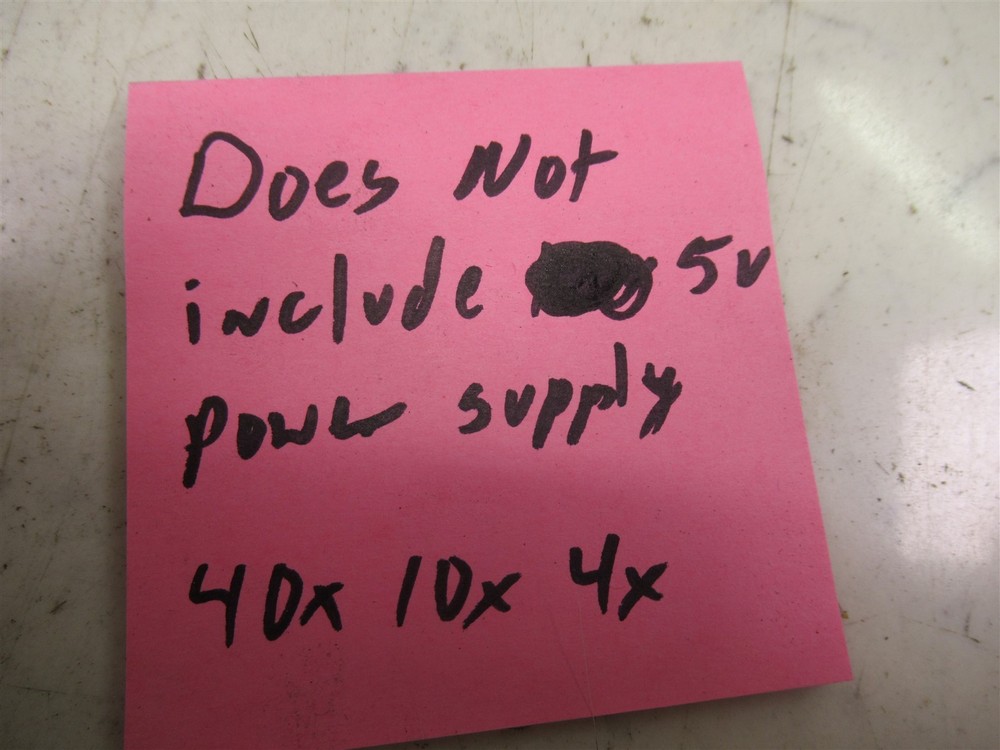 Does Not
include 5v
power supply
40x 10x 4x